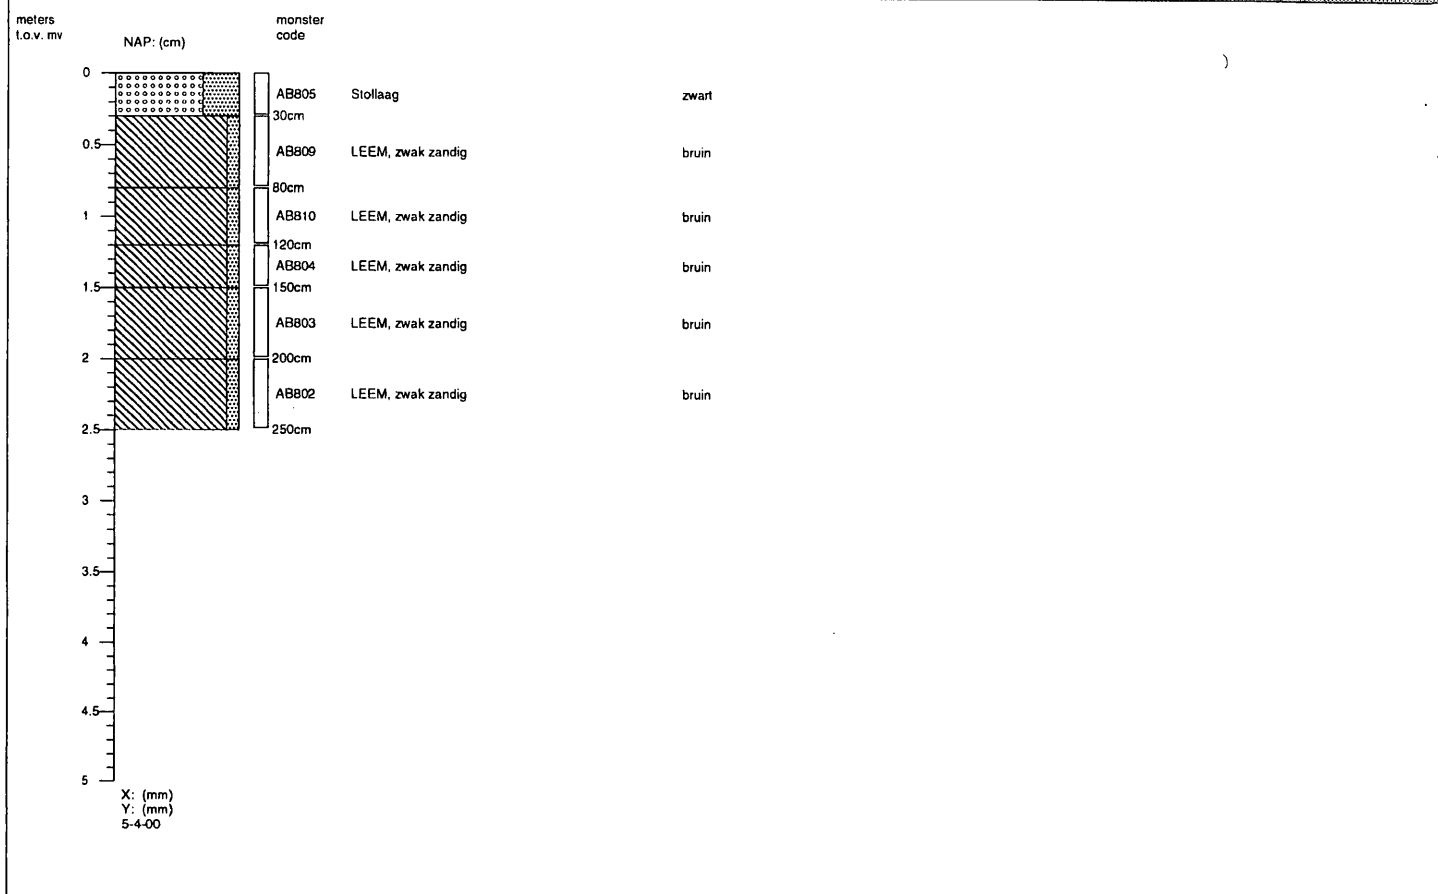 meters
t.o.v. mv
NAP: (cm)
monster
code
0
AB805 Stollaag zwart
30cm
0.5
AB809 LEEM, zwak zandig bruin
80cm
1
AB810 LEEM, zwak zandig bruin
120cm
AB804 LEEM, zwak zandig bruin
1.5
150cm
AB803 LEEM, zwak zandig bruin
2
200cm
AB802 LEEM, zwak zandig bruin
2.5
250cm
3
3.5
4
4.5
5
X: (mm)
Y: (mm)
5-4-00